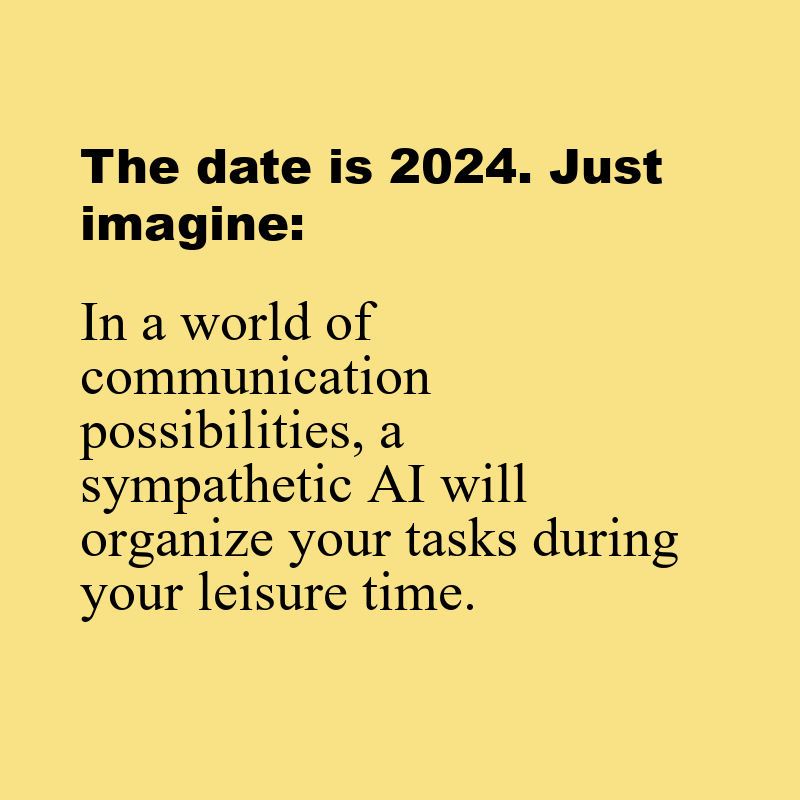 The date is 2024. Just
imagine:
In a world of
communication
possibilities, a
sympathetic AI will
organize your tasks during
your leisure time.